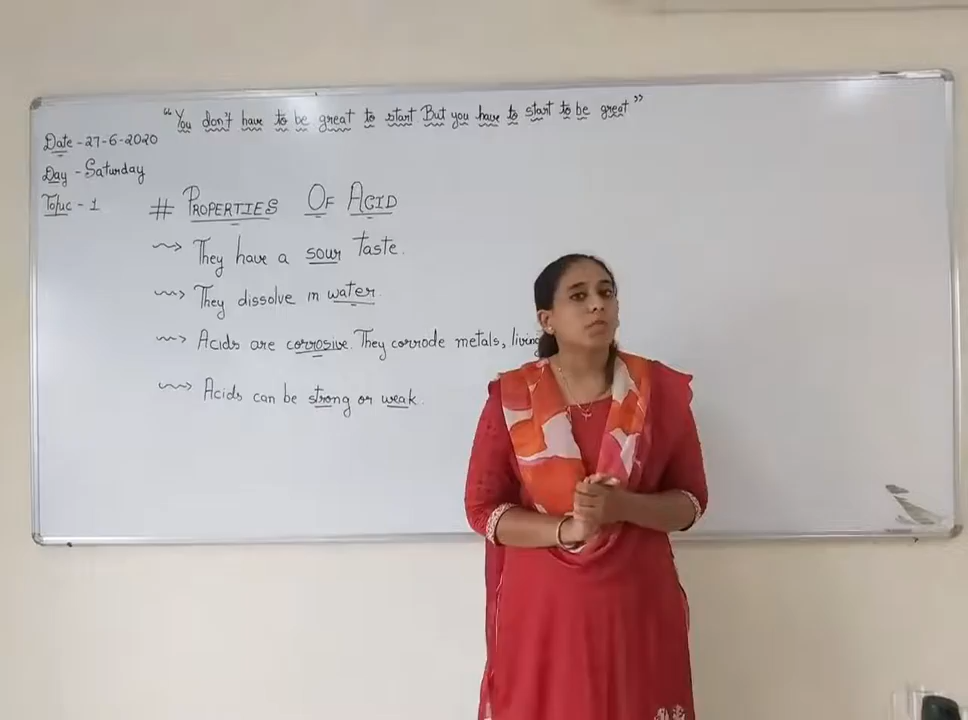 “You don't have to be great to start But you have to start to be great”
Date - 27-6-2020
Day - Saturday
Topic - 1
# PROPERTIES OF ACID
They have a sour taste.
They dissolve in water.
Acids are corrosive. They corrode metals, living
Acids can be strong or weak.